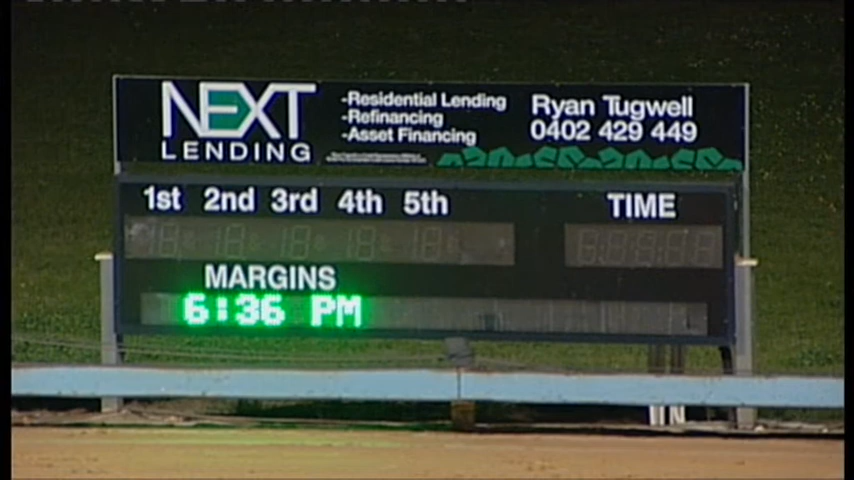 NEXT
LENDING
-Residential Lending
-Refinancing
-Asset Financing
Ryan Tugwell
0402 429 449
1st 2nd 3rd 4th 5th
TIME
MARGINS
6:36 PM